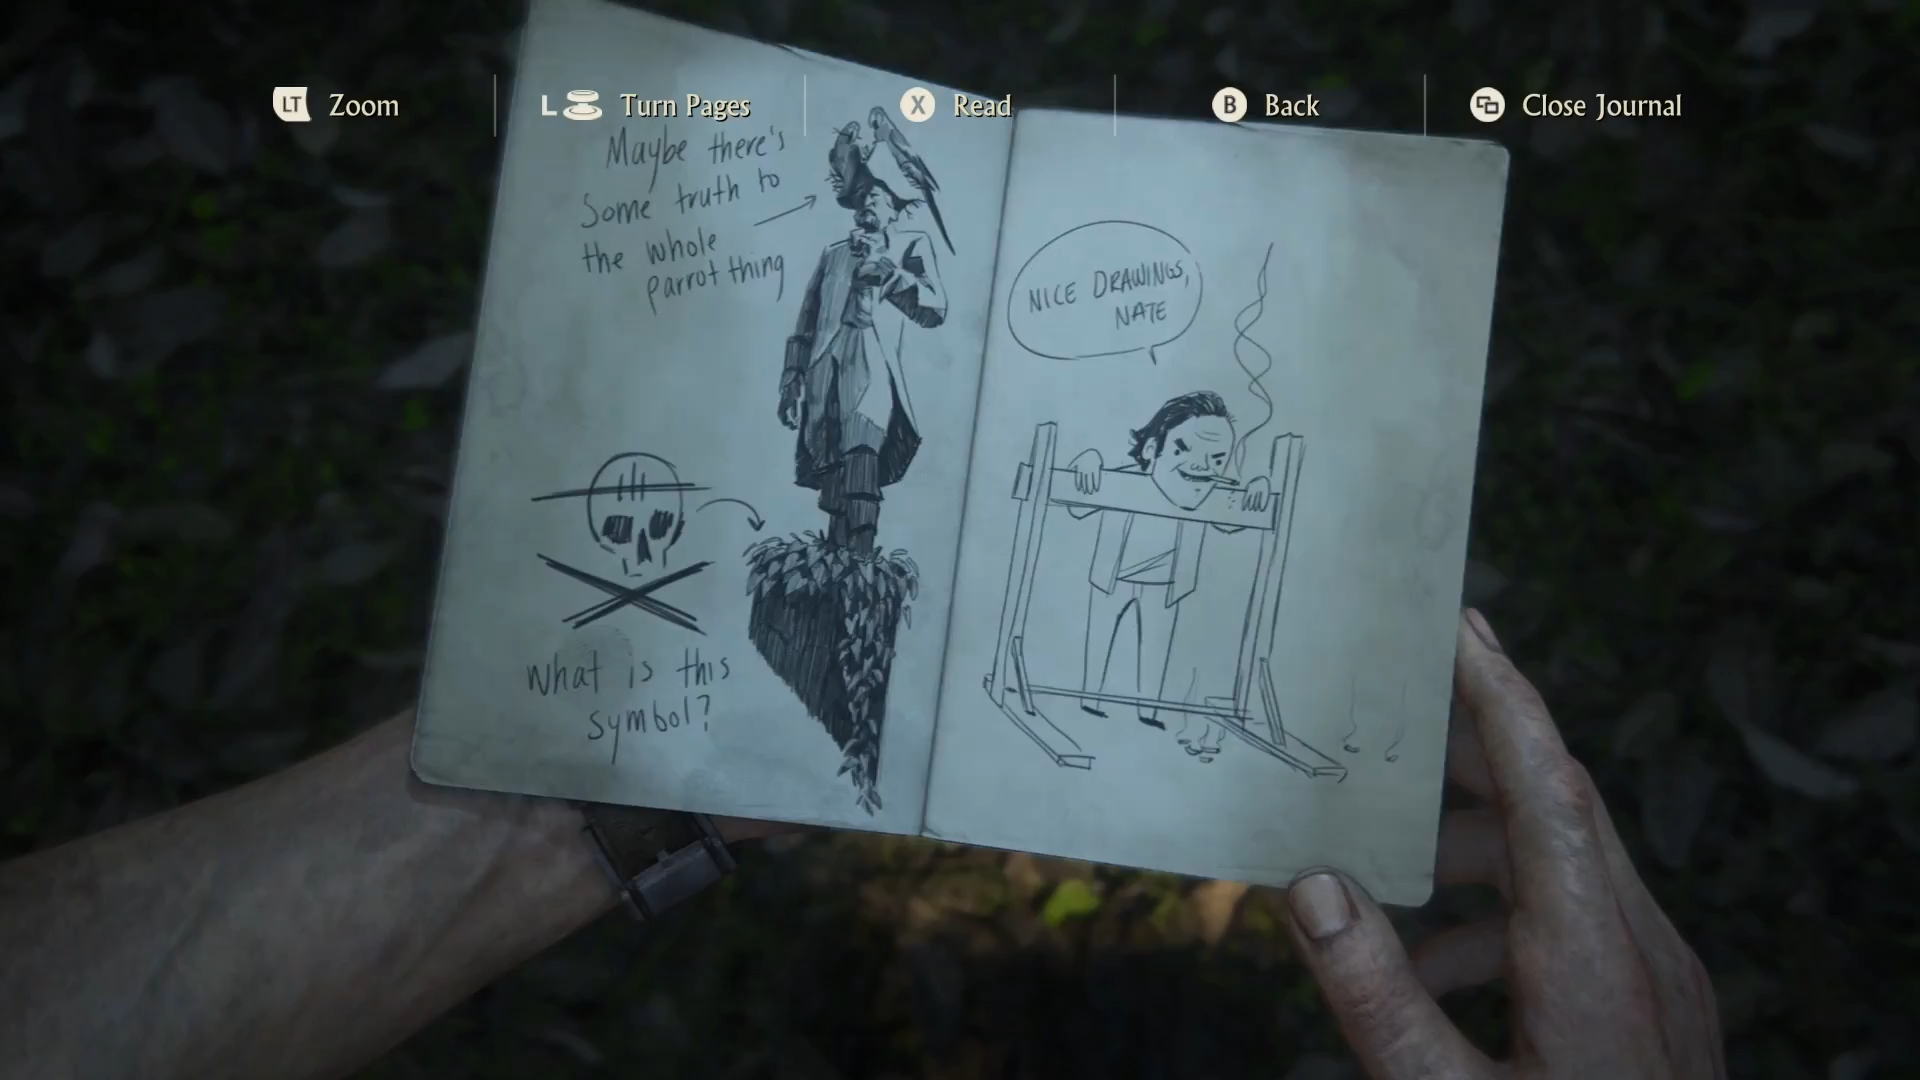 LT Zoom
L Turn Pages
X Read
B Back
Close Journal
Maybe there's
some truth to
the whole
parrot thing
What is this
symbol?
NICE DRAWINGS,
NATE